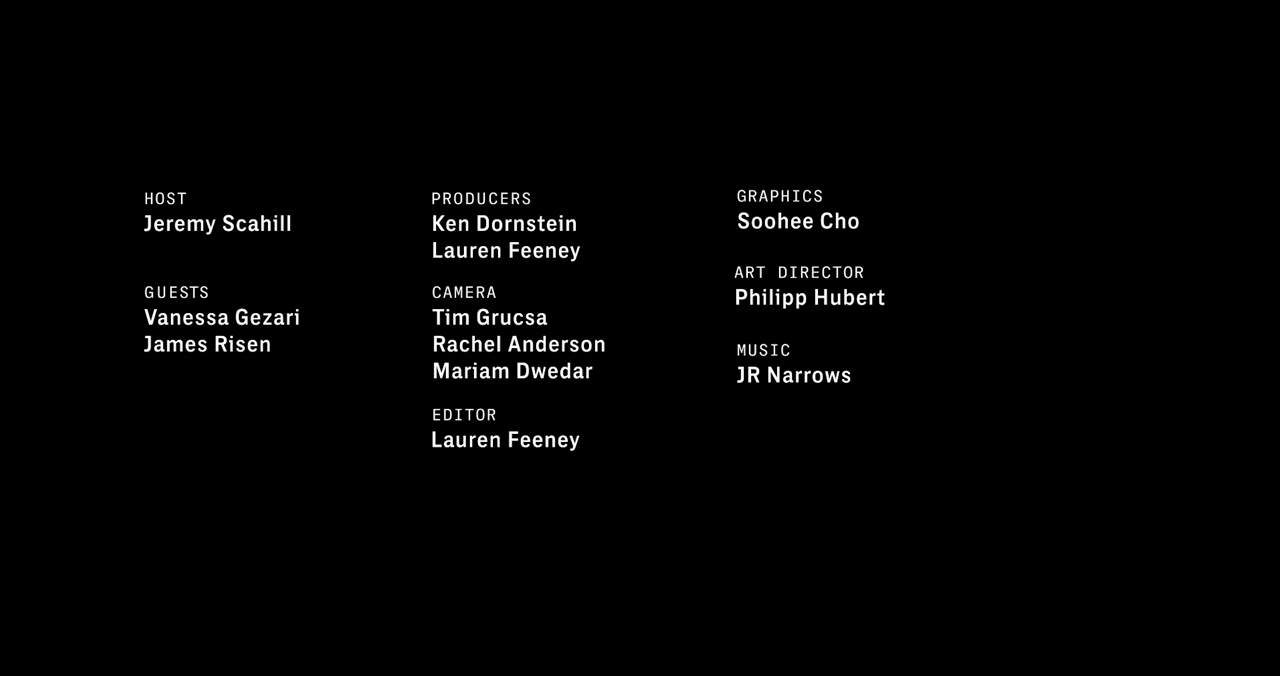 HOST
Jeremy Scahill
GUESTS
Vanessa Gezari
James Risen
PRODUCERS
Ken Dornstein
Lauren Feeney
CAMERA
Tim Grucsa
Rachel Anderson
Mariam Dwedar
EDITOR
Lauren Feeney
GRAPHICS
Soohee Cho
ART DIRECTOR
Philipp Hubert
MUSIC
JR Narrows